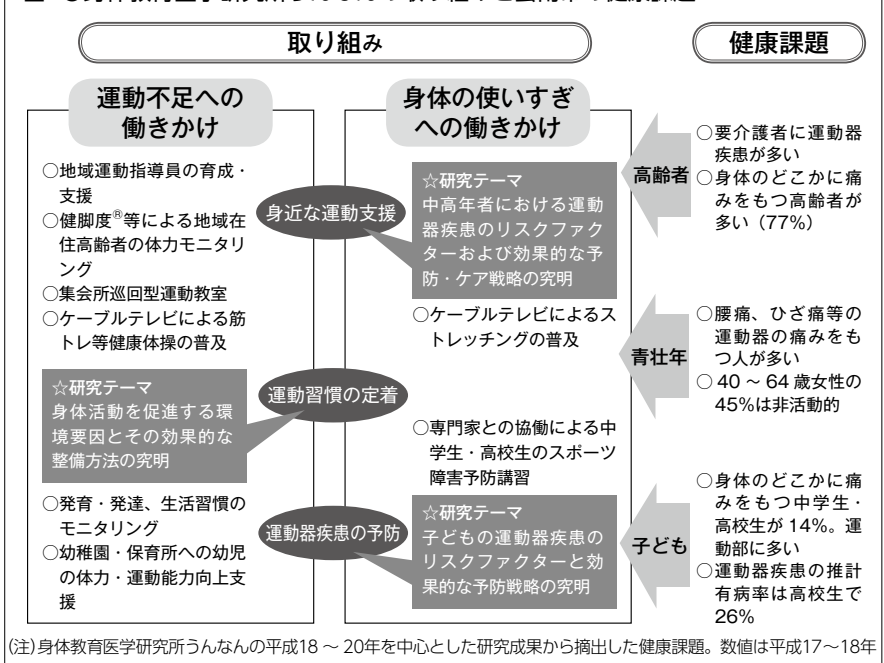 取り組み
健康課題
運動不足への
働きかけ
○地域運動指導員の育成・
支援
○健脚度®等による地域在
住高齢者の体力モニタリ
ング
○集会所巡回型運動教室
○ケーブルテレビによる筋
トレ等健康体操の普及
☆研究テーマ
身体活動を促進する環
境要因とその効果的な
整備方法の究明
○発育・発達、生活習慣の
モニタリング
○幼稚園・保育所への幼児
の体力・運動能力向上支
援
身近な運動支援
運動習慣の定着
運動器疾患の予防
身体の使いすぎ
への働きかけ
☆研究テーマ
中高年者における運動
器疾患のリスクファク
ターおよび効果的な予
防・ケア戦略の究明
○ケーブルテレビによるス
トレッチングの普及
○専門家との協働による中
学生・高校生のスポーツ
障害予防講習
☆研究テーマ
子どもの運動器疾患の
リスクファクターと効
果的な予防戦略の究明
高齢者
○要介護者に運動器
疾患が多い
○身体のどこかに痛
みをもつ高齢者が
多い（77%）
青壮年
○腰痛、ひざ痛等の
運動器の痛みをも
つ人が多い
○40～64歳女性の
45%は非活動的
子ども
○身体のどこかに痛
みをもつ中学生・
高校生が14%。運
動部に多い
○運動器疾患の推計
有病率は高校生で
26%
(注)身体教育医学研究所うんなんの平成18～20年を中心とした研究成果から摘出した健康課題。数値は平成17～18年